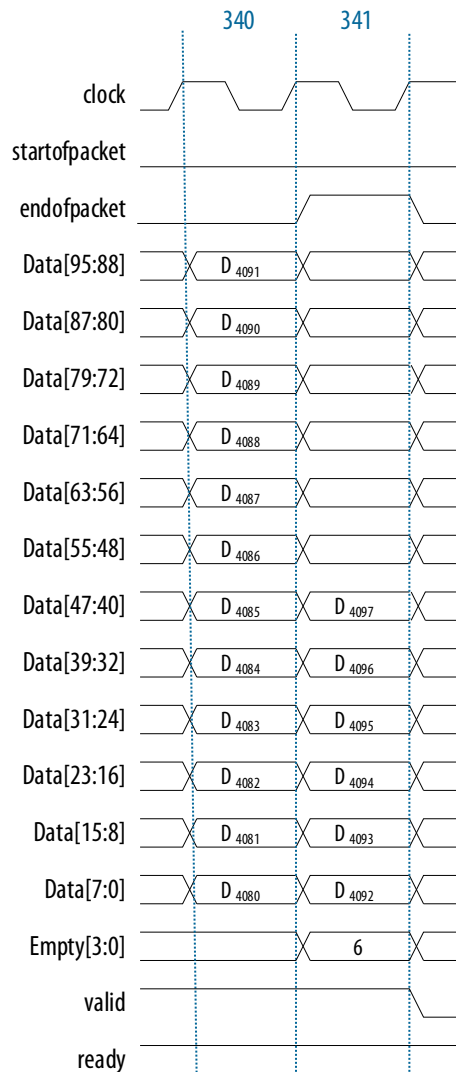 340 341
clock
startofpacket
endofpacket
Data[95:88] D 4091
Data[87:80] D 4090
Data[79:72] D 4089
Data[71:64] D 4088
Data[63:56] D 4087
Data[55:48] D 4086
Data[47:40] D 4085 D 4097
Data[39:32] D 4084 D 4096
Data[31:24] D 4083 D 4095
Data[23:16] D 4082 D 4094
Data[15:8] D 4081 D 4093
Data[7:0] D 4080 D 4092
Empty[3:0] 6
valid
ready